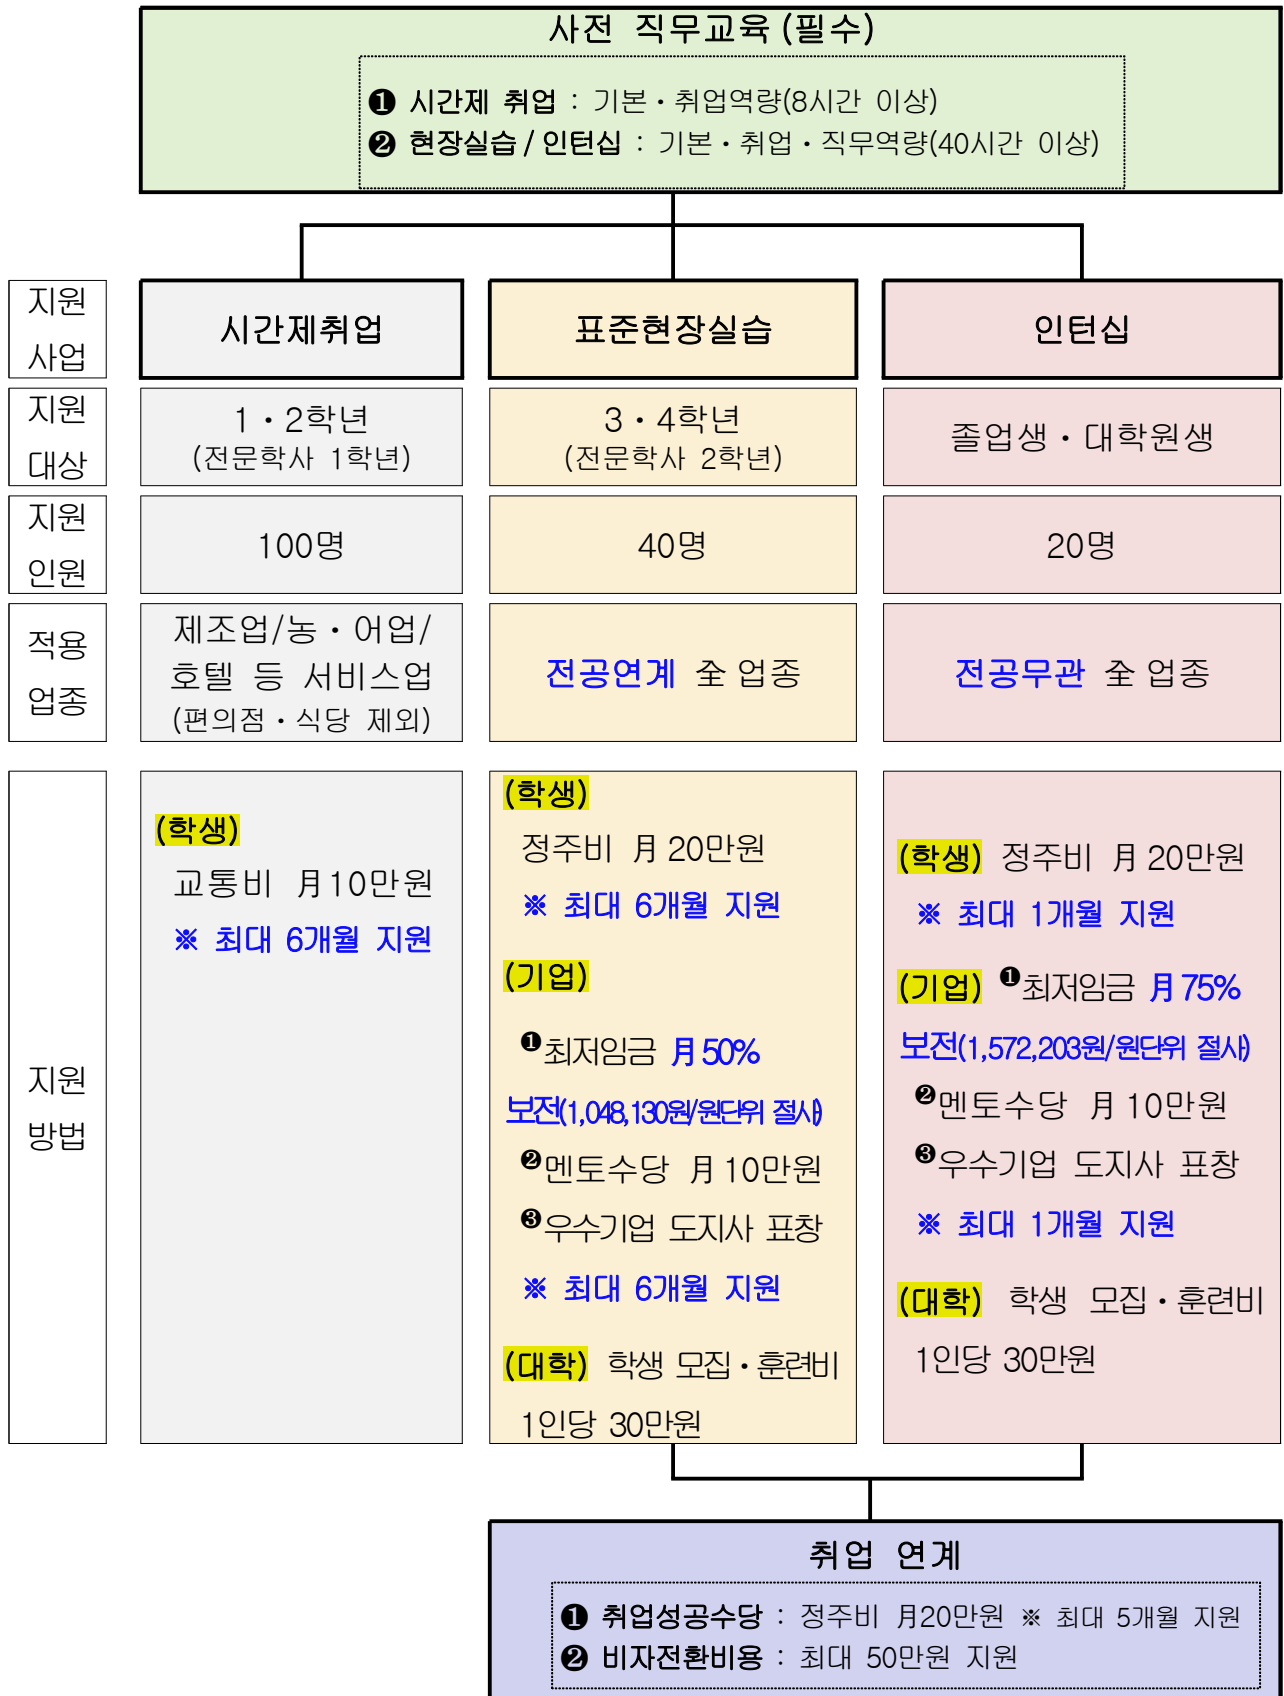 사전 직무교육(필수)
❶ 시간제 취업 : 기본・취업역량(8시간 이상)
❷ 현장실습 / 인턴십 : 기본・취업・직무역량(40시간 이상)
지원
사업
시간제취업
표준현장실습
인턴십
지원
대상
1・2학년
(전문학사 1학년)
3・4학년
(전문학사 2학년)
졸업생・대학원생
지원
인원
100명
40명
20명
적용
업종
제조업/농・어업/
호텔 등 서비스업
(편의점・식당 제외)
전공연계 全 업종
전공무관 全 업종
지원
방법
(학생)
교통비 月10만원
※ 최대 6개월 지원
(학생)
정주비 月20만원
※ 최대 6개월 지원
(기업)
❶최저임금 月50%
보전(1,048,130원/원단위 절사)
❷멘토수당 月10만원
❸우수기업 도지사 표창
※ 최대 6개월 지원
(대학) 학생 모집・훈련비
1인당 30만원
(학생) 정주비 月20만원
※ 최대 1개월 지원
(기업) ❶최저임금 月75%
보전(1,572,203원/원단위 절사)
❷멘토수당 月10만원
❸우수기업 도지사 표창
※ 최대 1개월 지원
(대학) 학생 모집・훈련비
1인당 30만원
취업 연계
❶ 취업성공수당 : 정주비 月20만원 ※ 최대 5개월 지원
❷ 비자전환비용 : 최대 50만원 지원